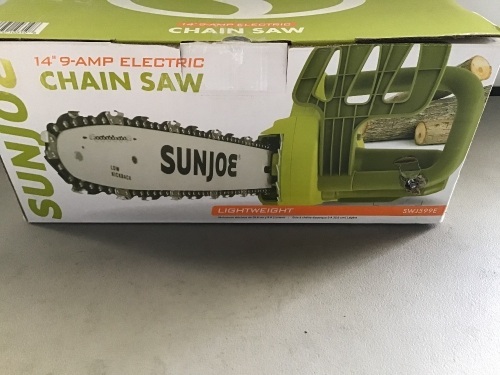 14" 9-AMP ELECTRIC
CHAIN SAW
SUNJOE
14" 9-AMP ELECTRIC
CHAIN SAW
SUNJOE
LOW
KICKBACK
LIGHTWEIGHT
SWJ599E